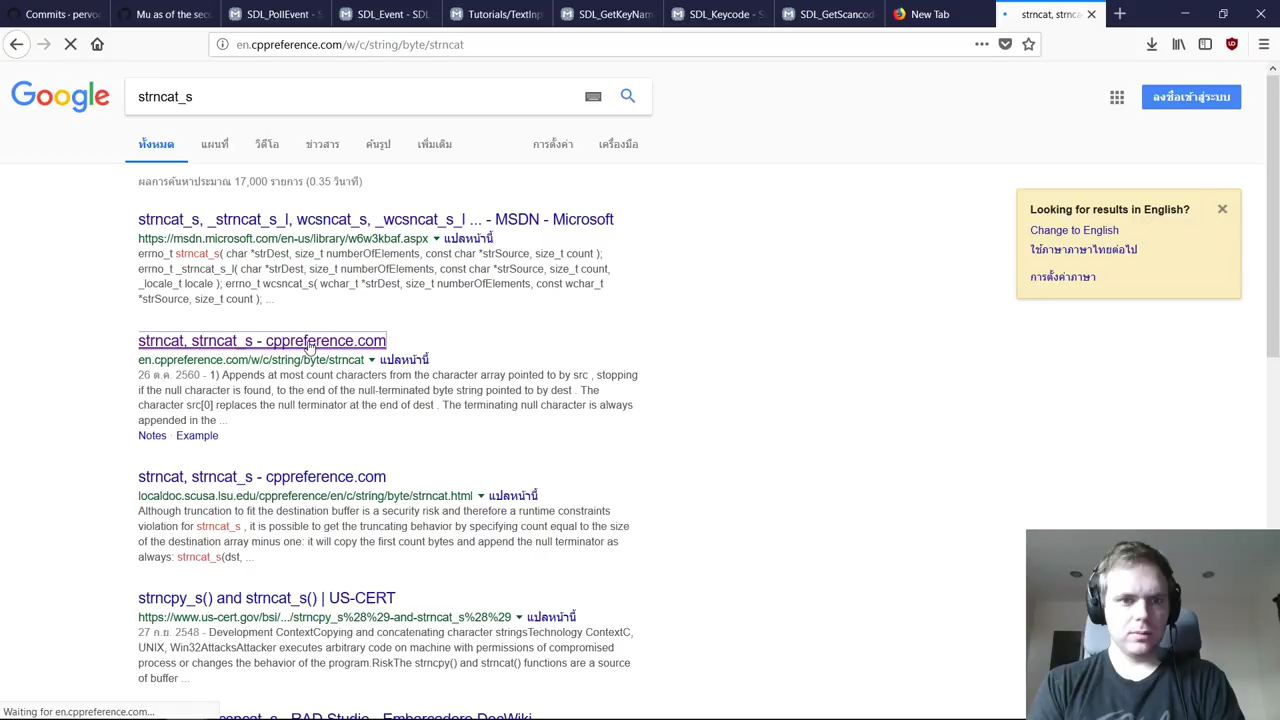 Commits - pervo
Mu as of the seo
SDL_PollEvent - S
SDL_Event - SDL
Tutorials/TextInp
SDL_GetKeyNam
SDL_Keycode - S
SDL_GetScancod
New Tab
strncat, strnca
en.cppreference.com/w/c/string/byte/strncat
Google
strncat_s
ลงชื่อเข้าสู่ระบบ
ทั้งหมด แผนที่ วิดีโอ ข่าวสาร ค้นรูป เพิ่มเติม การตั้งค่า เครื่องมือ
ผลการค้นหาประมาณ 17,000 รายการ (0.35 วินาที)
strncat_s, _strncat_s_l, wcsncat_s, _wcsncat_s_l ... - MSDN - Microsoft
https://msdn.microsoft.com/en-us/library/w6w3kbaf.aspx แปลหน้านี้
errno_t strncat_s( char *strDest, size_t numberOfElements, const char *strSource, size_t count );
errno_t _strncat_s_l( char *strDest, size_t numberOfElements, const char *strSource, size_t count,
_locale_t locale ); errno_t wcsncat_s( wchar_t *strDest, size_t numberOfElements, const wchar_t
*strSource, size_t count ); ...
strncat, strncat_s - cppreference.com
en.cppreference.com/w/c/string/byte/strncat แปลหน้านี้
26 ต.ค. 2560 - 1) Appends at most count characters from the character array pointed to by src , stopping
if the null character is found, to the end of the null-terminated byte string pointed to by dest . The
character src[0] replaces the null terminator at the end of dest . The terminating null character is always
appended in the ...
Notes · Example
strncat, strncat_s - cppreference.com
localdoc.scusa.lsu.edu/cppreference/en/c/string/byte/strncat.html แปลหน้านี้
Although truncation to fit the destination buffer is a security risk and therefore a runtime constraints
violation for strncat_s , it is possible to get the truncating behavior by specifying count equal to the size
of the destination array minus one: it will copy the first count bytes and append the null terminator as
always: strncat_s(dst, ...
strncpy_s() and strncat_s() | US-CERT
https://www.us-cert.gov/bsi/.../strncpy_s%28%29-and-strncat_s%28%29 แปลหน้านี้
27 ก.ย. 2548 - Development ContextCopying and concatenating character stringsTechnology ContextC,
UNIX, Win32AttacksAttacker executes arbitrary code on machine with permissions of compromised
process or changes the behavior of the program.RiskThe strncpy() and strncat() functions are a source
of buffer ...
Looking for results in English?
Change to English
ใช้ภาษาภาษาไทยต่อไป
การตั้งค่าภาษา
Waiting for en.cppreference.com...
csncat_s - RAD Studio - Embarcadero DocWiki